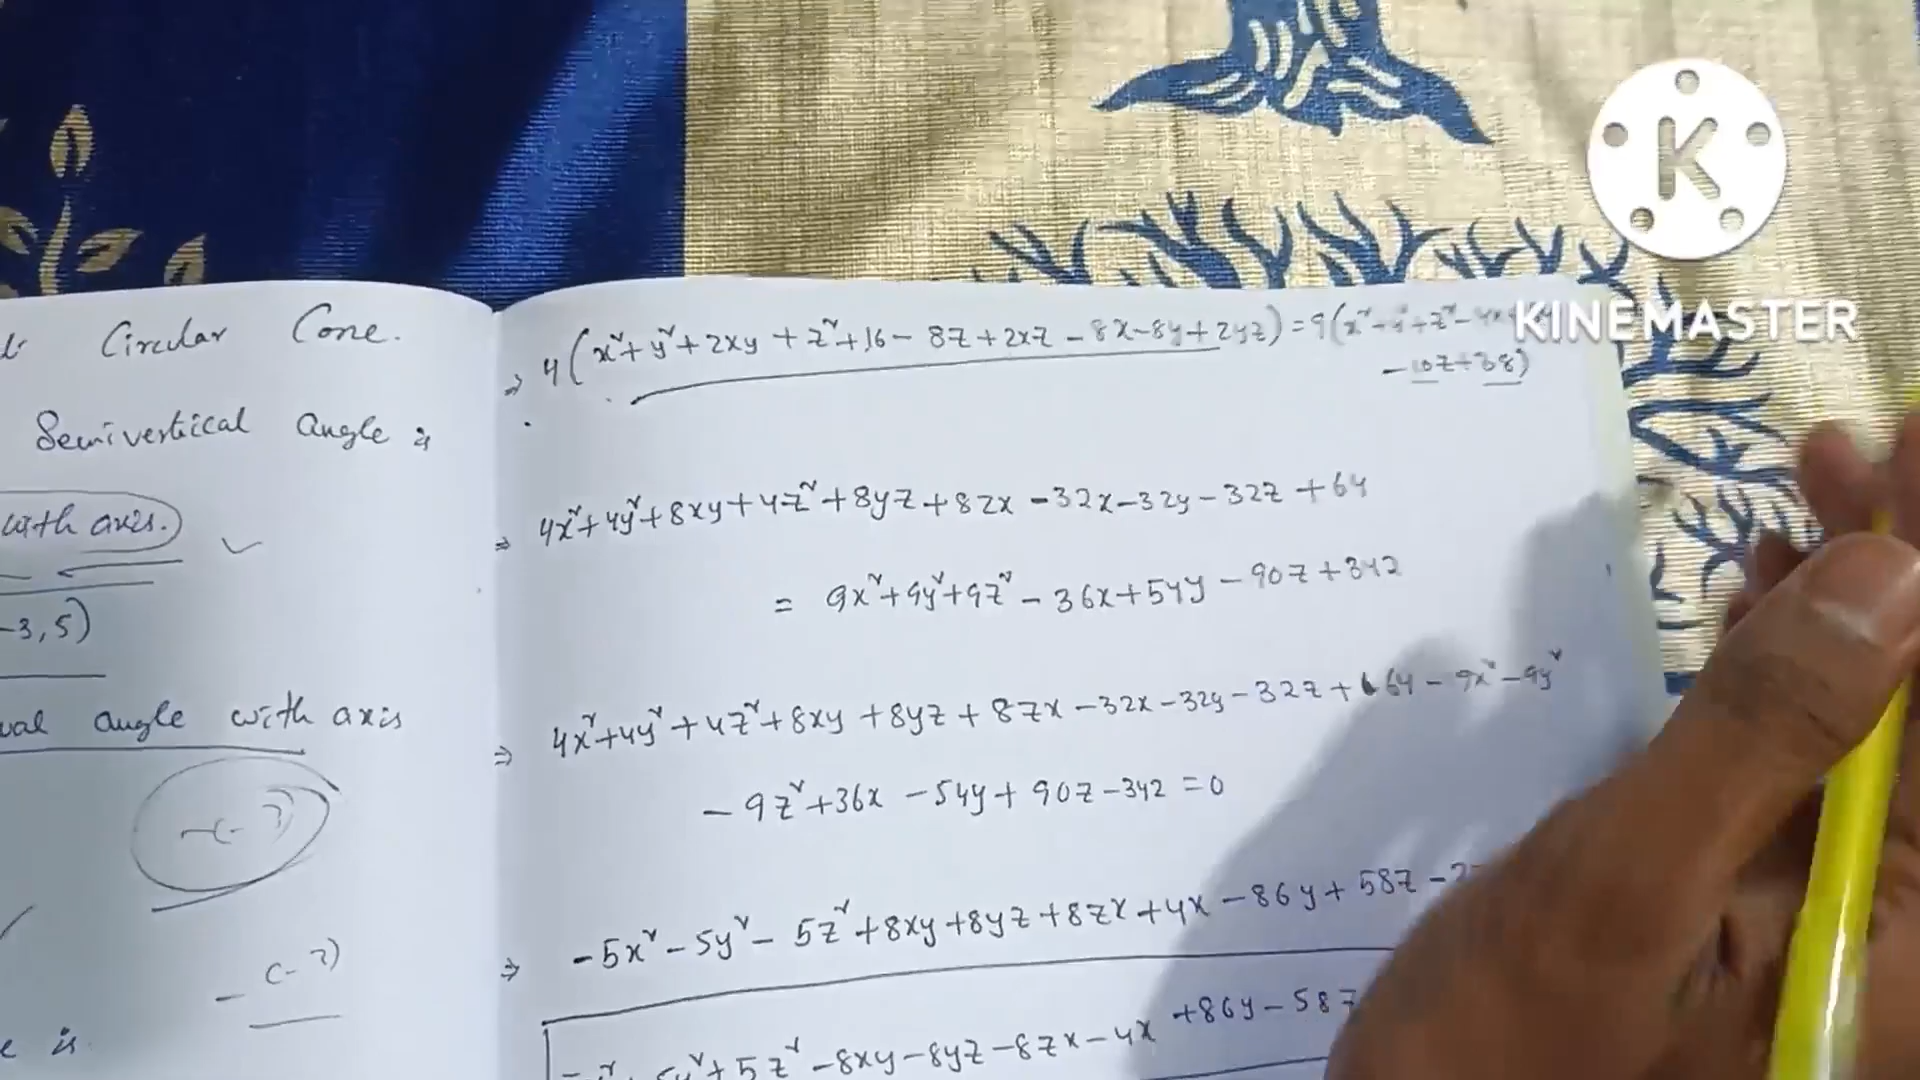 Circular Cone.
Semivertical angle is
with axis.)
-3, 5)
angle with axis
(-3)
- (-3)
is
⇒ 4(x²+y²+2xy+z²+16-8z+2xz-8x-8y+2yz)=9(
-10z+38)
⇒ 4x²+4y²+8xy+4z²+8yz+8zx-32x-32y-32z+64
= 9x²+9y²+9z²-36x+54y-90z+342
⇒ 4x²+4y²+4z²+8xy+8yz+8zx-32x-32y-32z+64-9x²-9y²
-9z²+36x-54y+90z-342=0
⇒ -5x²-5y²-5z²+8xy+8yz+8zx+4x-86y+58z-2
+5z²-8xy-8yz-8zx-4x+86y-58z
K
KINEMASTER